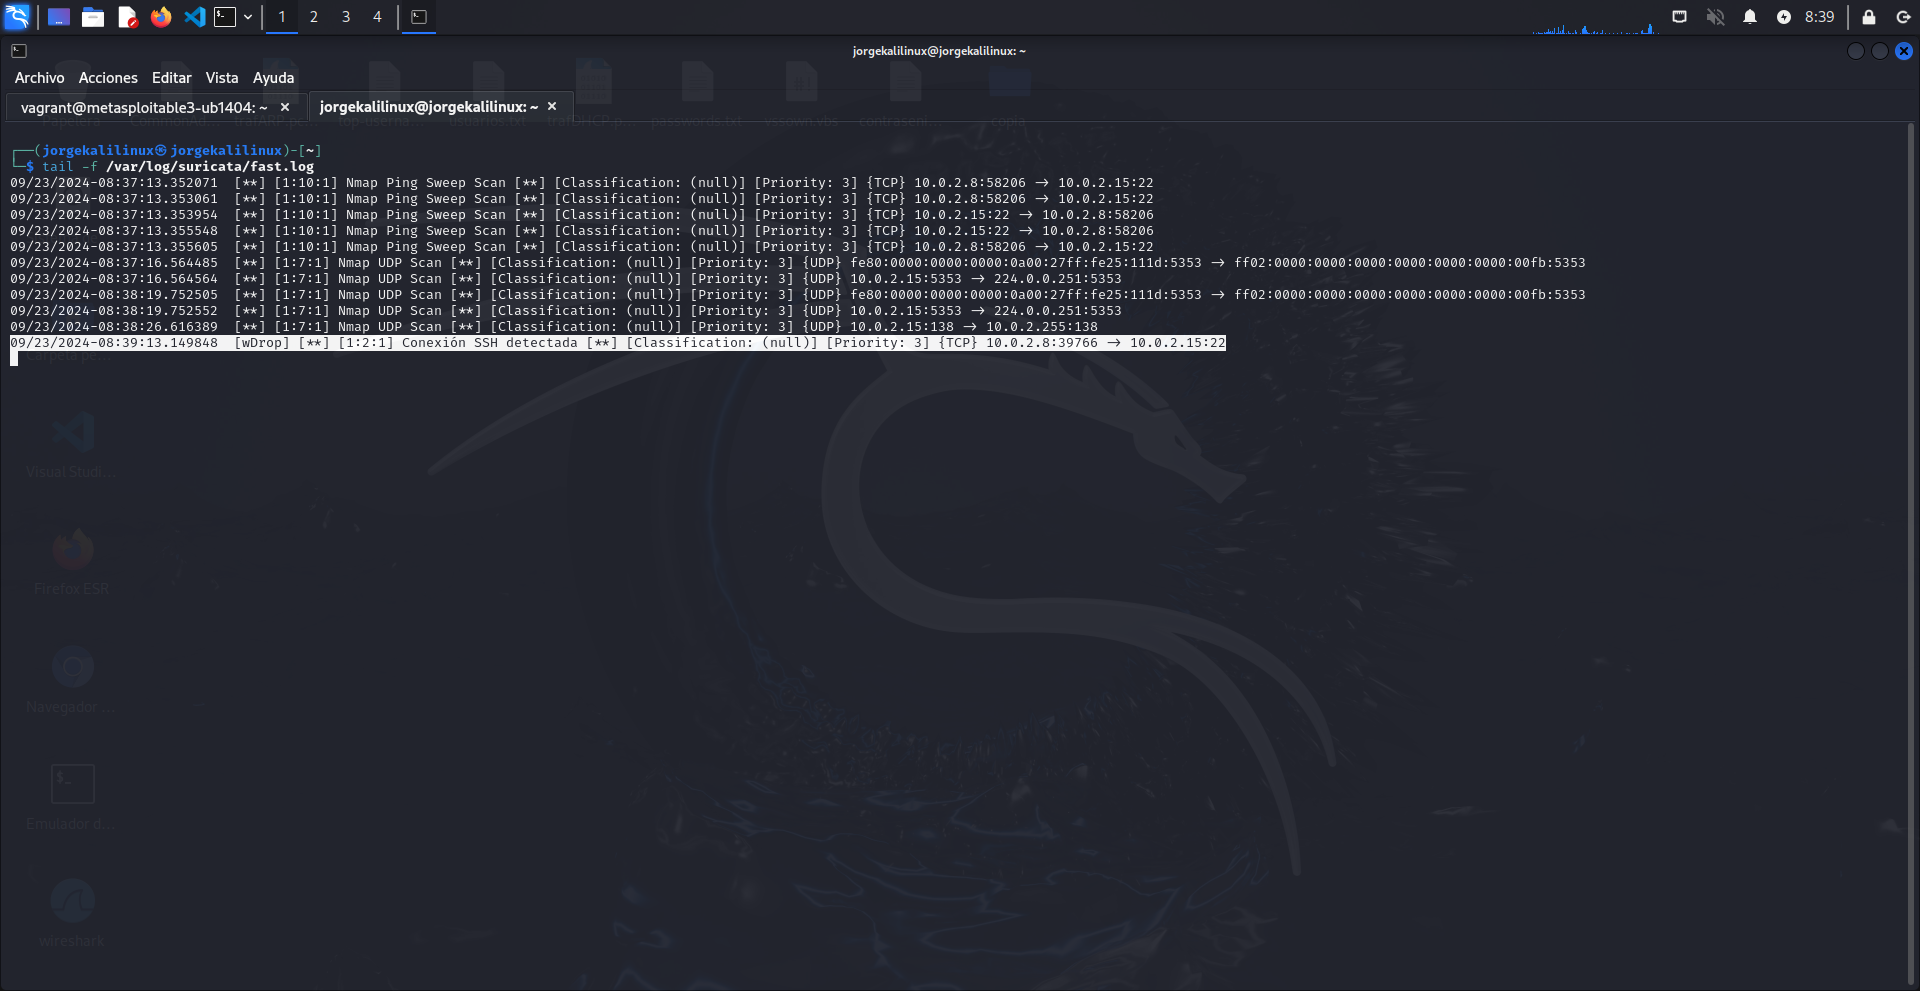 1 2 3 4 8:39
jorgekalilinux@jorgekalilinux: ~
Archivo Acciones Editar Vista Ayuda
vagrant@metasploitable3-ub1404: ~ × jorgekalilinux@jorgekalilinux: ~ ×
passwords.txt vssown.vbs contraseni... copia
┌──(jorgekalilinux㉿jorgekalilinux)-[~]
└─$ tail -f /var/log/suricata/fast.log
09/23/2024-08:37:13.352071  [**] [1:10:1] Nmap Ping Sweep Scan [**] [Classification: (null)] [Priority: 3] {TCP} 10.0.2.8:58206 -> 10.0.2.15:22
09/23/2024-08:37:13.353061  [**] [1:10:1] Nmap Ping Sweep Scan [**] [Classification: (null)] [Priority: 3] {TCP} 10.0.2.8:58206 -> 10.0.2.15:22
09/23/2024-08:37:13.353954  [**] [1:10:1] Nmap Ping Sweep Scan [**] [Classification: (null)] [Priority: 3] {TCP} 10.0.2.15:22 -> 10.0.2.8:58206
09/23/2024-08:37:13.355548  [**] [1:10:1] Nmap Ping Sweep Scan [**] [Classification: (null)] [Priority: 3] {TCP} 10.0.2.15:22 -> 10.0.2.8:58206
09/23/2024-08:37:13.355605  [**] [1:10:1] Nmap Ping Sweep Scan [**] [Classification: (null)] [Priority: 3] {TCP} 10.0.2.8:58206 -> 10.0.2.15:22
09/23/2024-08:37:16.564485  [**] [1:7:1] Nmap UDP Scan [**] [Classification: (null)] [Priority: 3] {UDP} fe80:0000:0000:0000:0a00:27ff:fe25:111d:5353 -> ff02:0000:0000:0000:0000:0000:0000:00fb:5353
09/23/2024-08:37:16.564564  [**] [1:7:1] Nmap UDP Scan [**] [Classification: (null)] [Priority: 3] {UDP} 10.0.2.15:5353 -> 224.0.0.251:5353
09/23/2024-08:38:19.752505  [**] [1:7:1] Nmap UDP Scan [**] [Classification: (null)] [Priority: 3] {UDP} fe80:0000:0000:0000:0a00:27ff:fe25:111d:5353 -> ff02:0000:0000:0000:0000:0000:0000:00fb:5353
09/23/2024-08:38:19.752552  [**] [1:7:1] Nmap UDP Scan [**] [Classification: (null)] [Priority: 3] {UDP} 10.0.2.15:5353 -> 224.0.0.251:5353
09/23/2024-08:38:26.616389  [**] [1:7:1] Nmap UDP Scan [**] [Classification: (null)] [Priority: 3] {UDP} 10.0.2.15:138 -> 10.0.2.255:138
09/23/2024-08:39:13.149848  [wDrop] [**] [1:2:1] Conexión SSH detectada [**] [Classification: (null)] [Priority: 3] {TCP} 10.0.2.8:39766 -> 10.0.2.15:22
Carpeta pe...
Visual Studi...
Firefox ESR
Navegador ...
Emulador d...
wireshark